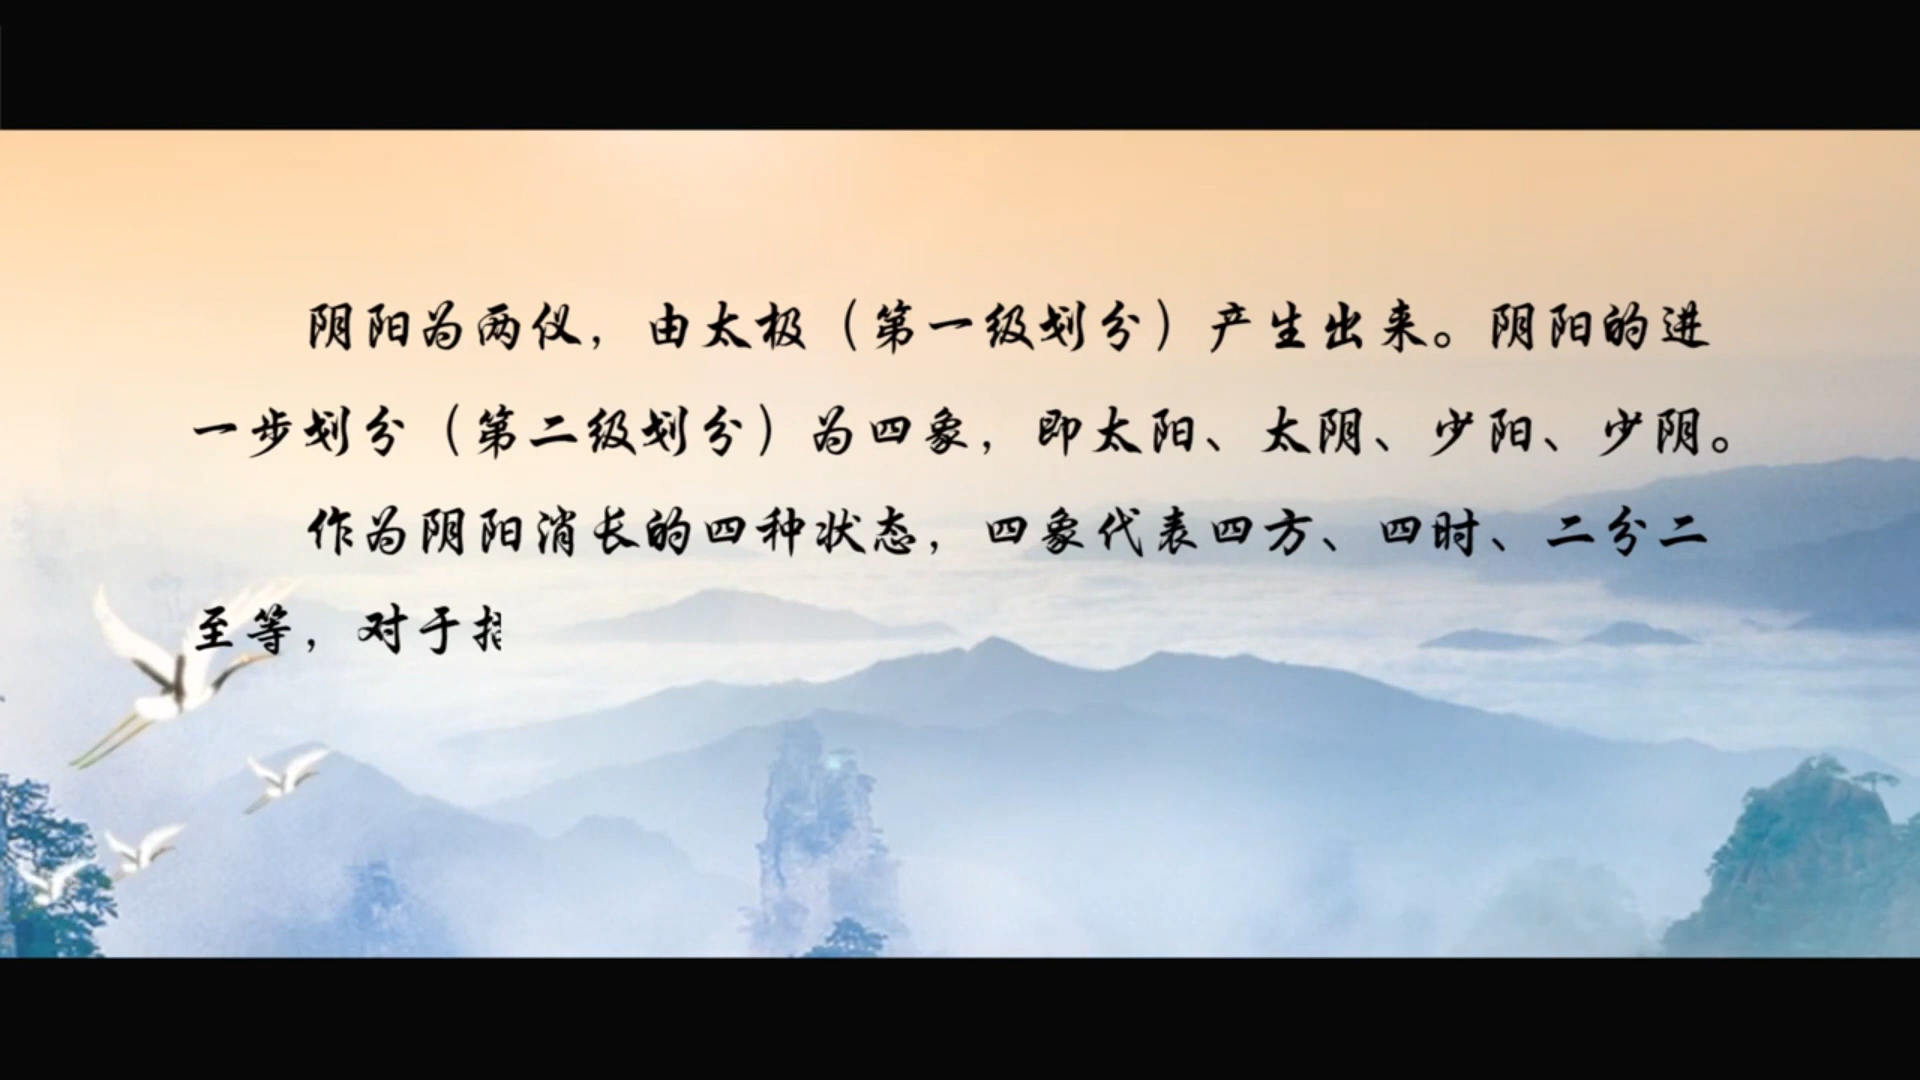 阴阳为两仪，由太极（第一级划分）产生出来。阴阳的进
一步划分（第二级划分）为四象，即太阳、太阴、少阳、少阴。
作为阴阳消长的四种状态，四象代表四方、四时、二分二
至等，对于